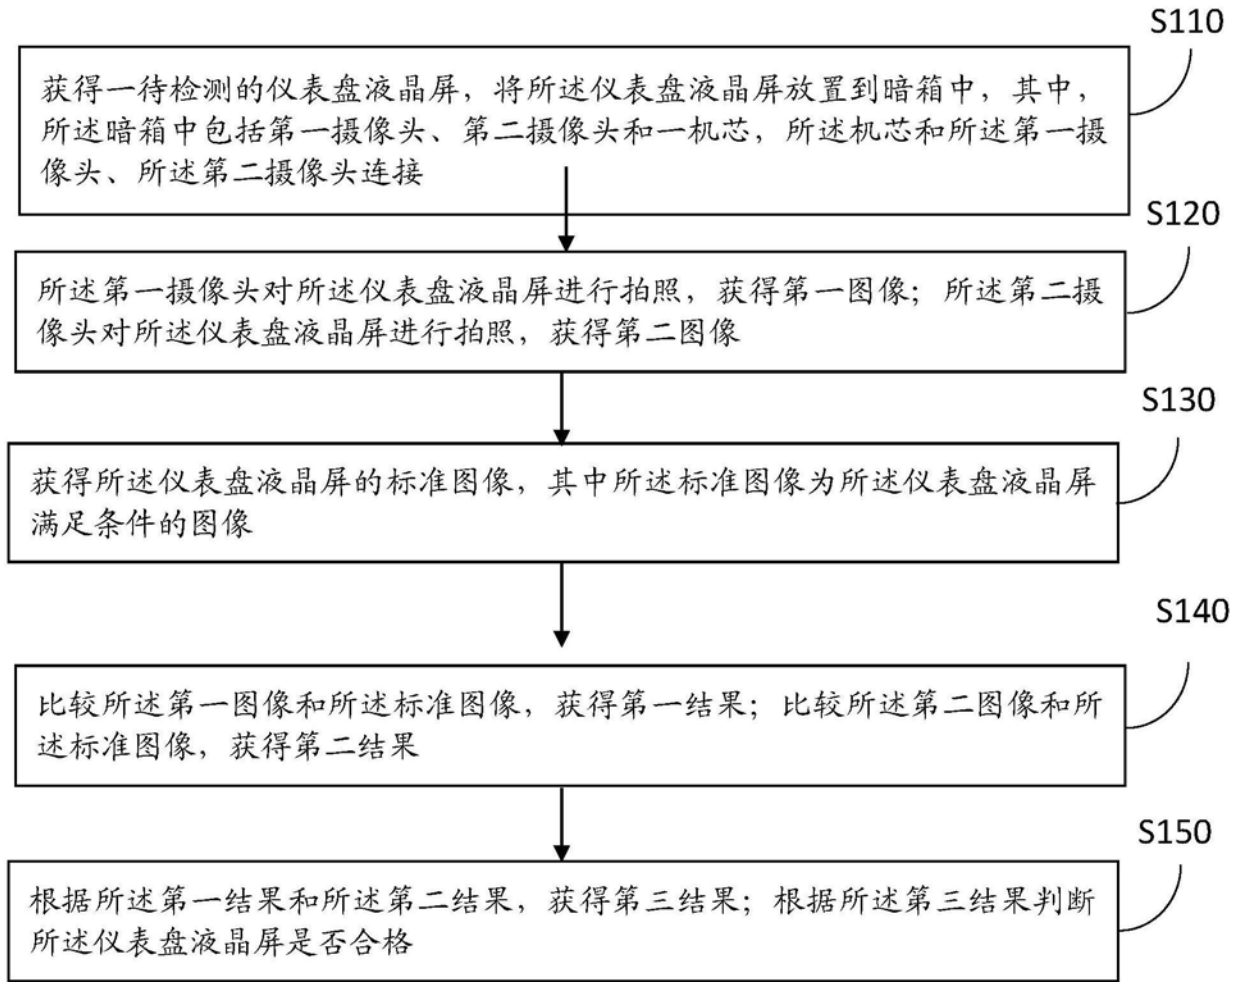 S110
获得一待检测的仪表盘液晶屏，将所述仪表盘液晶屏放置到暗箱中，其中，
所述暗箱中包括第一摄像头、第二摄像头和一机芯，所述机芯和所述第一摄
像头、所述第二摄像头连接
S120
所述第一摄像头对所述仪表盘液晶屏进行拍照，获得第一图像；所述第二摄
像头对所述仪表盘液晶屏进行拍照，获得第二图像
S130
获得所述仪表盘液晶屏的标准图像，其中所述标准图像为所述仪表盘液晶屏
满足条件的图像
S140
比较所述第一图像和所述标准图像，获得第一结果；比较所述第二图像和所
述标准图像，获得第二结果
S150
根据所述第一结果和所述第二结果，获得第三结果；根据所述第三结果判断
所述仪表盘液晶屏是否合格